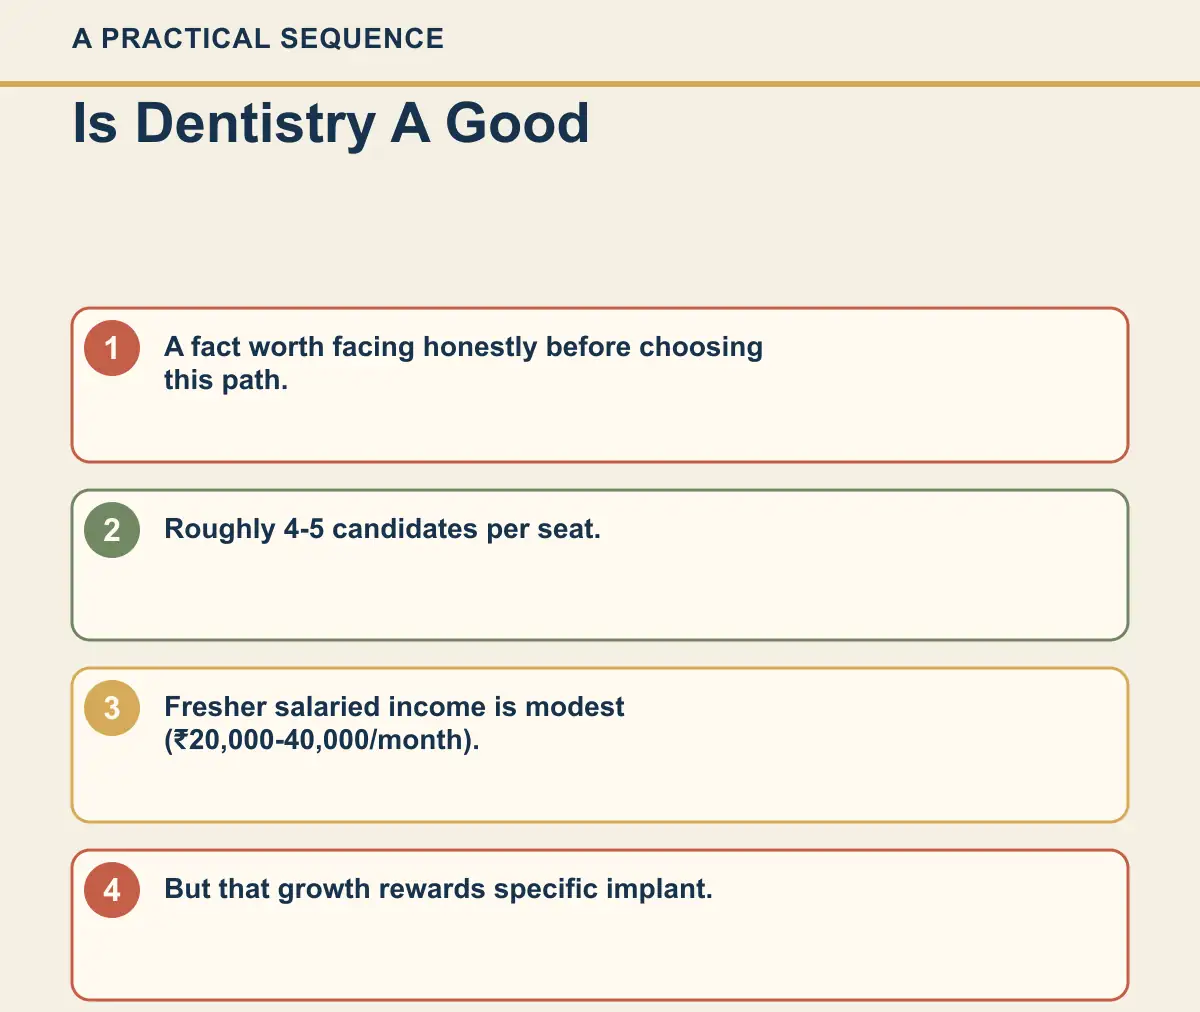 A PRACTICAL SEQUENCE
Is Dentistry A Good
1
A fact worth facing honestly before choosing
this path.
2
Roughly 4-5 candidates per seat.
3
Fresher salaried income is modest
(₹20,000-40,000/month).
4
But that growth rewards specific implant.